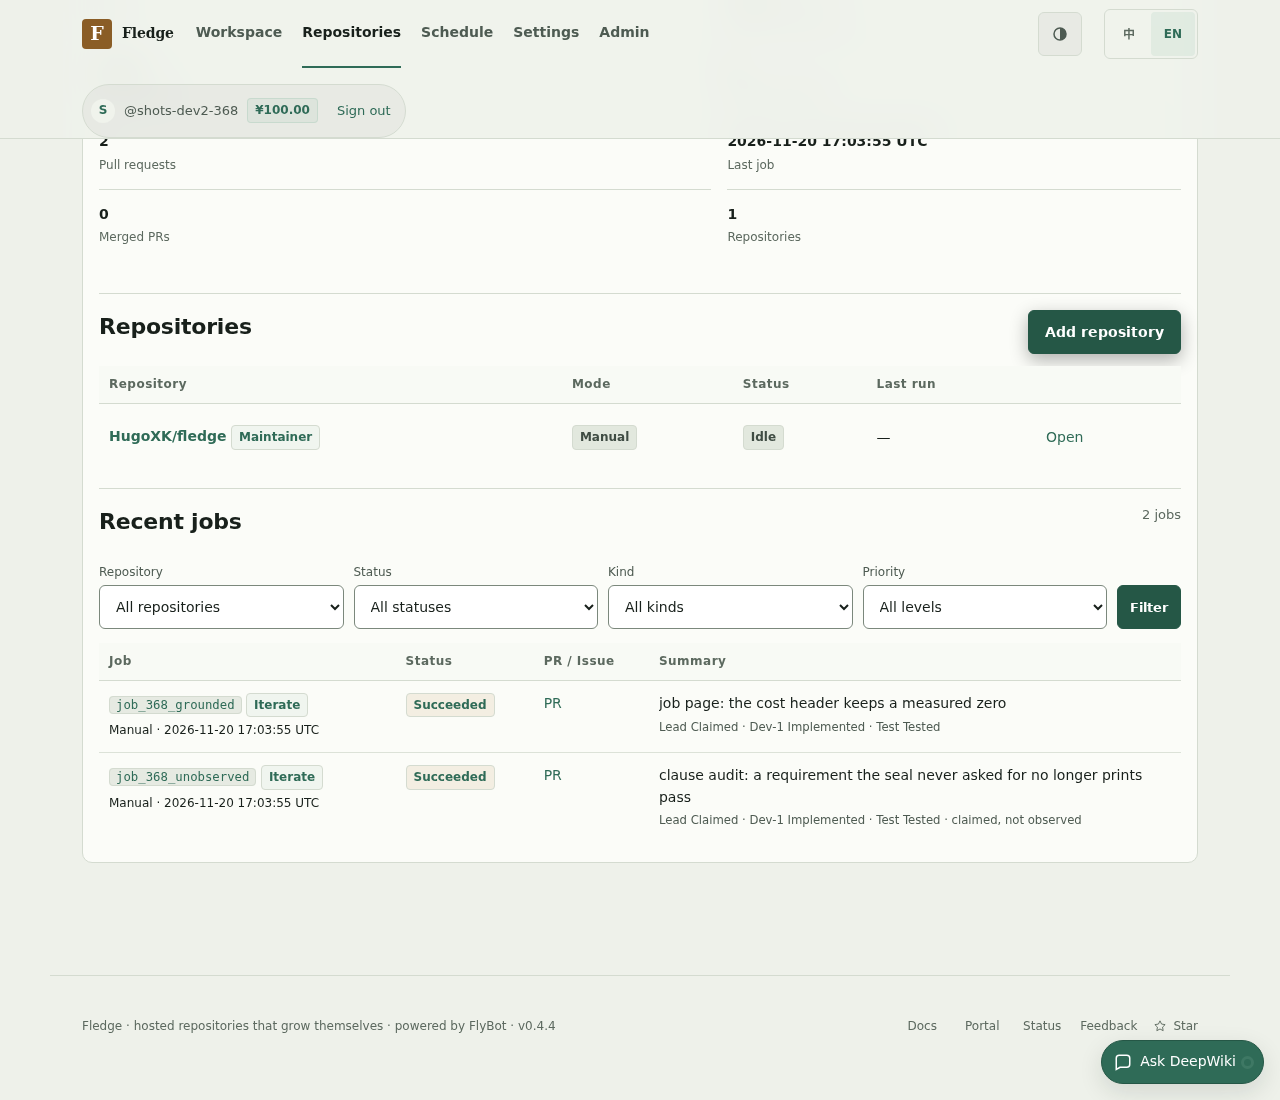 F Fledge Workspace Repositories Schedule Settings Admin 中 EN
S @shots-dev2-368 ¥100.00 Sign out
2 2026-11-20 17:03:55 UTC
Pull requests Last job
0 1
Merged PRs Repositories
Repositories Add repository
Repository Mode Status Last run
HugoXK/fledge Maintainer Manual Idle — Open
Recent jobs 2 jobs
Repository Status Kind Priority
All repositories All statuses All kinds All levels Filter
Job Status PR / Issue Summary
job_368_grounded Iterate Succeeded PR job page: the cost header keeps a measured zero
Manual · 2026-11-20 17:03:55 UTC Lead Claimed · Dev-1 Implemented · Test Tested
job_368_unobserved Iterate Succeeded PR clause audit: a requirement the seal never asked for no longer prints
pass
Manual · 2026-11-20 17:03:55 UTC Lead Claimed · Dev-1 Implemented · Test Tested · claimed, not observed
Fledge · hosted repositories that grow themselves · powered by FlyBot · v0.4.4 Docs Portal Status Feedback Star
Ask DeepWiki